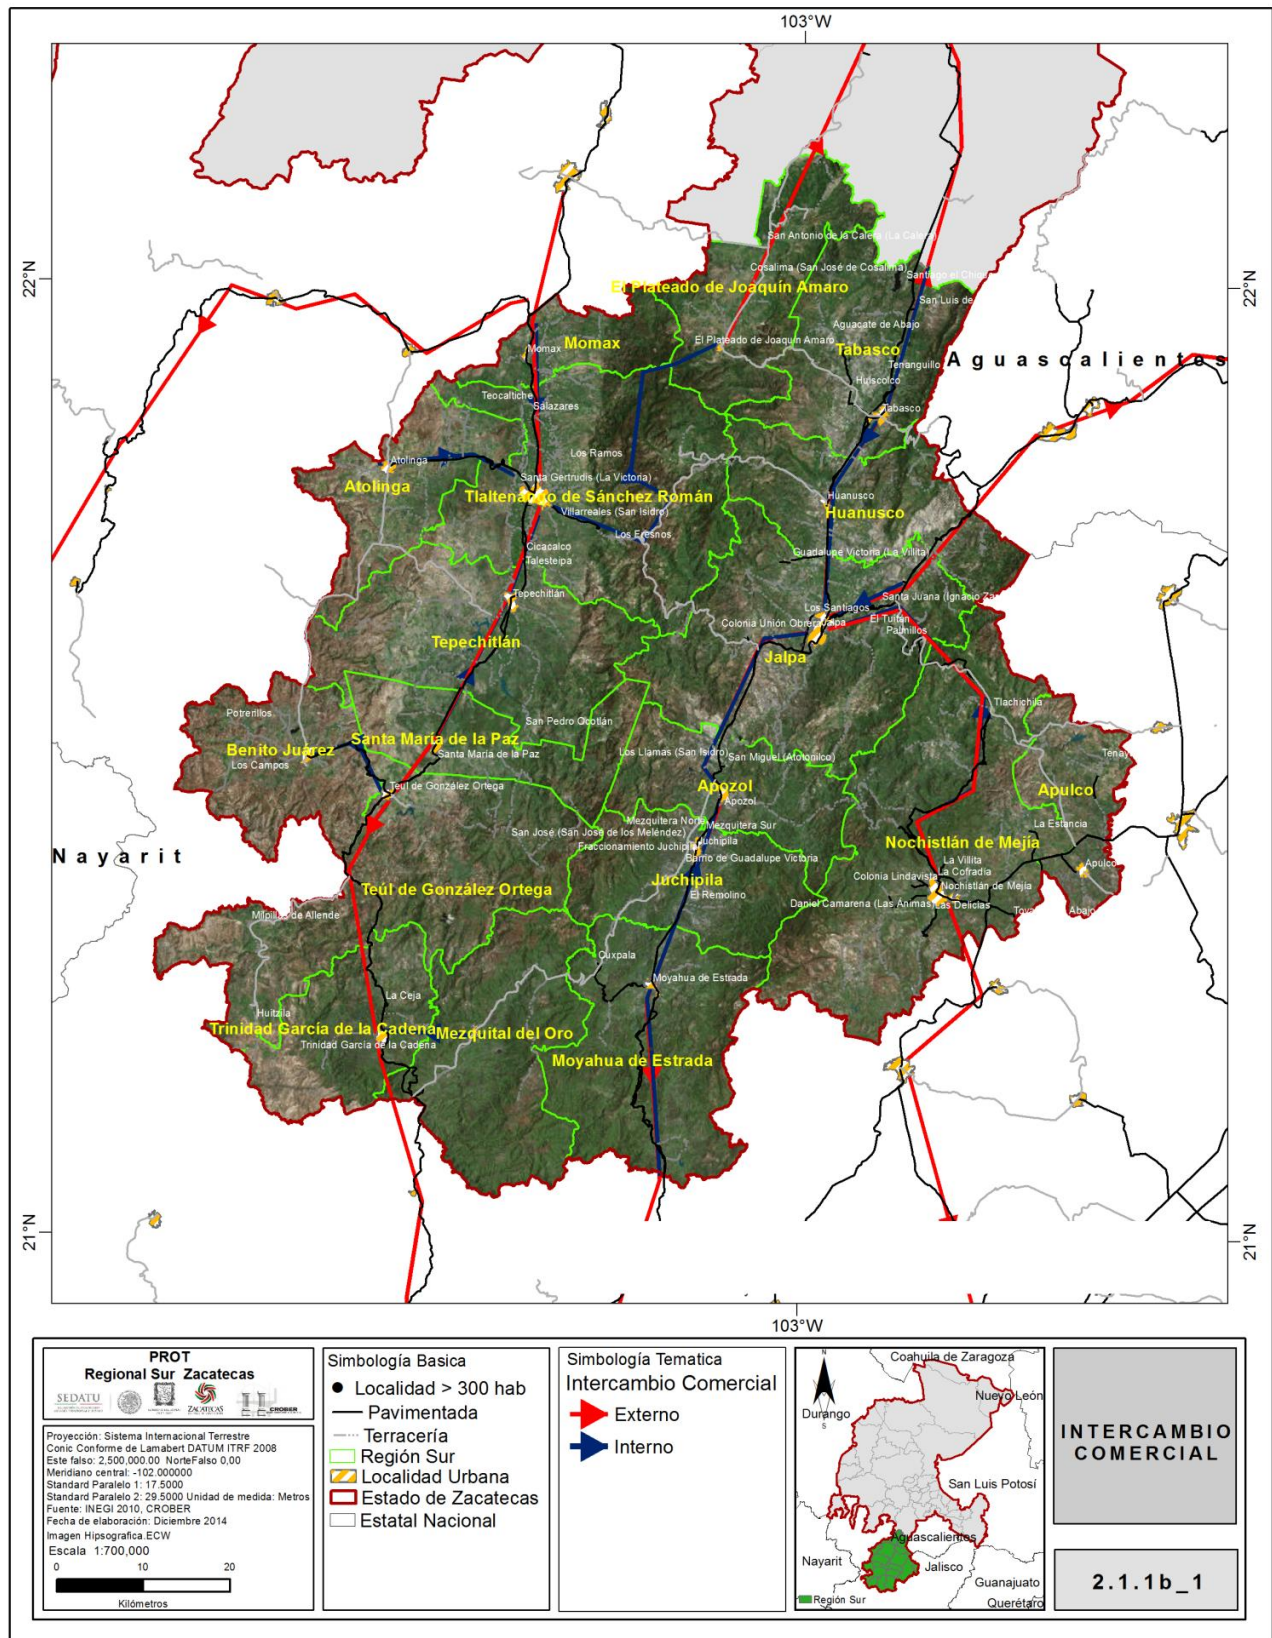 103°W
22°N
22°N
San Antonio de la Calera (La Calera)
Cosalima (San José de Cosalima)
Santiago el Chiqu
El Plateado de Joaquín Amaro
San Luis de
Aguacate de Abajo
El Plateado de Joaquín Amaro
Momax
Momax
Tabasco
Tenanguillo
Aguascalientes
Huiscolco
Teocaltiche
Salazares
Tabasco
Los Ramos
Atolinga
Santa Gertrudis (La Victoria)
Atolinga
Tlaltenango de Sánchez Román
Huanusco
Villarreales (San Isidro)
Huanusco
Los Fresnos
Cicacalco
Talesteipa
Guadalupe Victoria (La Villita)
Tepechitlán
Santa Juana (Ignacio Za
Los Santiagos
Colonia Unión Obrera
Jalpa
El Tuitán
Palmillos
Tepechitlán
Jalpa
Tlachichila
Potrerillos
San Pedro Ocotlán
Santa María de la Paz
Benito Juárez
Santa María de la Paz
Los Campos
Los Llamas (San Isidro)
San Miguel (Atotonilco)
Tenay
Teul de González Ortega
Apozol
Apozol
Apulco
Mezquitera Norte
Mezquitera Sur
La Estancia
San José (San José de los Meléndez)
Juchipila
Fraccionamiento Juchipila
Nochistlán de Mejía
Nayarit
Barrio de Guadalupe Victoria
La Villita
La Cofradia
Apulco
Colonia Lindavista
Juchipila
Teúl de González Ortega
El Remolino
Nochistlán de Mejía
Daniel Camarena (Las Ánimas)
Las Delicias
Milpillas de Allende
Toya
Abajo
Cuxpala
Moyahua de Estrada
La Ceja
Huitzila
Trinidad García de la Cadena
Mezquital del Oro
Trinidad García de la Cadena
Moyahua de Estrada
21°N
21°N
103°W
PROT
Regional Sur Zacatecas
SEDATU
ZACATECAS
CROBER
Proyección: Sistema Internacional Terrestre
Conic Conforme de Lamabert DATUM ITRF 2008
Este falso: 2,500,000.00 NorteFalso 0,00
Meridiano central: -102.000000
Standard Paralelo 1: 17.5000
Standard Paralelo 2: 29.5000 Unidad de medida: Metros
Fuente: INEGI 2010, CROBER
Fecha de elaboración: Diciembre 2014
Imagen Hipsografica.ECW
Escala 1:700,000
0 10 20
Kilómetros
Simbología Basica
Localidad > 300 hab
Pavimentada
Terracería
Región Sur
Localidad Urbana
Estado de Zacatecas
Estatal Nacional
Simbología Tematica
Intercambio Comercial
Externo
Interno
N
S
Coahuila de Zaragoza
Nuevo León
Durango
San Luis Potosí
Aguascalientes
Nayarit
Jalisco
Guanajuato
Querétaro
Región Sur
INTERCAMBIO
COMERCIAL
2.1.1b_1